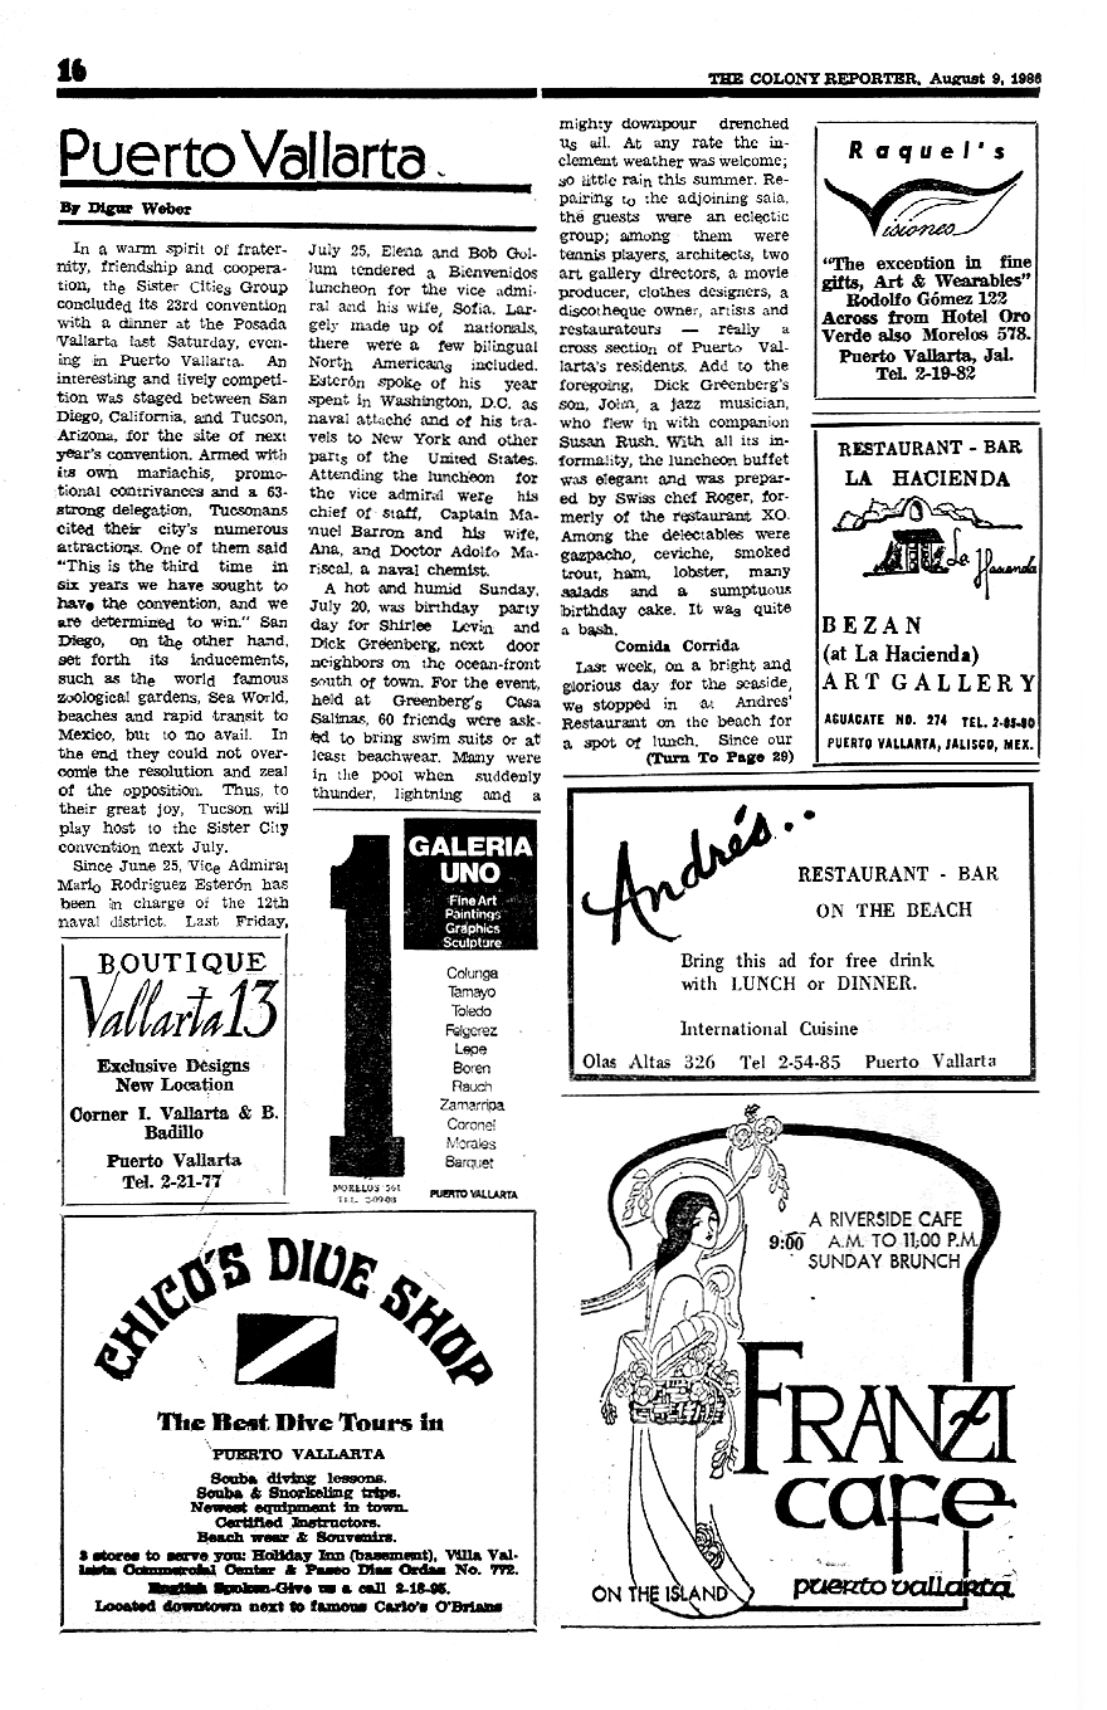 16
THE COLONY REPORTER, August 9, 1986
Puerto Vallarta
By Digur Weber
In a warm spirit of frater-
nity, friendship and coopera-
tion, the Sister Cities Group
concluded its 23rd convention
with a dinner at the Posada
Vallarta last Saturday, even-
ing in Puerto Vallarta. An
interesting and lively competi-
tion was staged between San
Diego, California, and Tucson,
Arizona, for the site of next
year's convention. Armed with
its own mariachis, promo-
tional contrivances and a 63-
strong delegation, Tucsonans
cited their city's numerous
attractions. One of them said
"This is the third time in
six years we have sought to
have the convention, and we
are determined to win." San
Diego, on the other hand,
set forth its inducements,
such as the world famous
zoological gardens, Sea World,
beaches and rapid transit to
Mexico, but to no avail. In
the end they could not over-
come the resolution and zeal
of the opposition. Thus, to
their great joy, Tucson will
play host to the Sister City
convention next July.
Since June 25, Vice Admiral
Mario Rodriguez Esterón has
been in charge of the 12th
naval district. Last Friday,
July 25, Elena and Bob Gol-
lum tendered a Bienvenidos
luncheon for the vice admi-
ral and his wife, Sofia. Lar-
gely made up of nationals,
there were a few bilingual
North Americans included.
Esterón spoke of his year
spent in Washington, D.C. as
naval attaché and of his tra-
vels to New York and other
parts of the United States.
Attending the luncheon for
the vice admiral were his
chief of staff, Captain Ma-
nuel Barron and his wife,
Ana, and Doctor Adolfo Ma-
riscal, a naval chemist.
A hot and humid Sunday,
July 20, was birthday party
day for Shirlee Levin and
Dick Greenberg, next door
neighbors on the ocean-front
south of town. For the event,
held at Greenberg's Casa
Salinas, 60 friends were ask-
ed to bring swim suits or at
least beachwear. Many were
in the pool when suddenly
thunder, lightning and a
mighty downpour drenched
us all. At any rate the in-
clement weather was welcome;
so little rain this summer. Re-
pairing to the adjoining sala,
the guests were an eclectic
group; among them were
tennis players, architects, two
art gallery directors, a movie
producer, clothes designers, a
discotheque owner, artists and
restaurateurs — really a
cross section of Puerto Val-
larta's residents. Add to the
foregoing, Dick Greenberg's
son, John, a jazz musician,
who flew in with companion
Susan Rush. With all its in-
formality, the luncheon buffet
was elegant and was prepar-
ed by Swiss chef Roger, for-
merly of the restaurant XO.
Among the delectables were
gazpacho, ceviche, smoked
trout, ham, lobster, many
salads and a sumptuous
birthday cake. It was quite
a bash.
Comida Corrida
Last week, on a bright and
glorious day for the seaside,
we stopped in at Andres'
Restaurant on the beach for
a spot of lunch. Since our
(Turn To Page 29)
Raquel's
Visiones
"The exception in fine
gifts, Art & Wearables"
Rodolfo Gómez 122
Across from Hotel Oro
Verde also Morelos 578.
Puerto Vallarta, Jal.
Tel. 2-19-82
RESTAURANT - BAR
LA HACIENDA
La Hacienda
BEZAN
(at La Hacienda)
ART GALLERY
AGUACATE NO. 274 TEL. 2-05-90
PUERTO VALLARTA, JALISCO, MEX.
BOUTIQUE
Vallarta 13
Exclusive Designs
New Location
Corner I. Vallarta & B.
Badillo
Puerto Vallarta
Tel. 2-21-77
1
GALERIA
UNO
Fine Art
Paintings
Graphics
Sculpture
Colunga
Tamayo
Toledo
Felgerez
Lepe
Boren
Rauch
Zamarripa
Coronel
Morales
Barquet
MORELOS 561
TEL. 2-09-08
PUERTO VALLARTA
Andrés..
RESTAURANT - BAR
ON THE BEACH
Bring this ad for free drink
with LUNCH or DINNER.
International Cuisine
Olas Altas 326 Tel 2-54-85 Puerto Vallarta
CHICO'S DIVE SHOP
The Best Dive Tours in
PUERTO VALLARTA
Scuba diving lessons.
Scuba & Snorkeling trips.
Newest equipment in town.
Certified Instructors.
Beach wear & Souvenirs.
3 stores to serve you: Holiday Inn (basement), Villa Val-
larta Commercial Center & Paseo Diaz Ordaz No. 772.
English Spoken-Give us a call 2-18-95.
Located downtown next to famous Carlo's O'Brians
A RIVERSIDE CAFE
9:00 A.M. TO 11:00 P.M.
SUNDAY BRUNCH
FRANZI
cafe
ON THE ISLAND
puerto vallarta